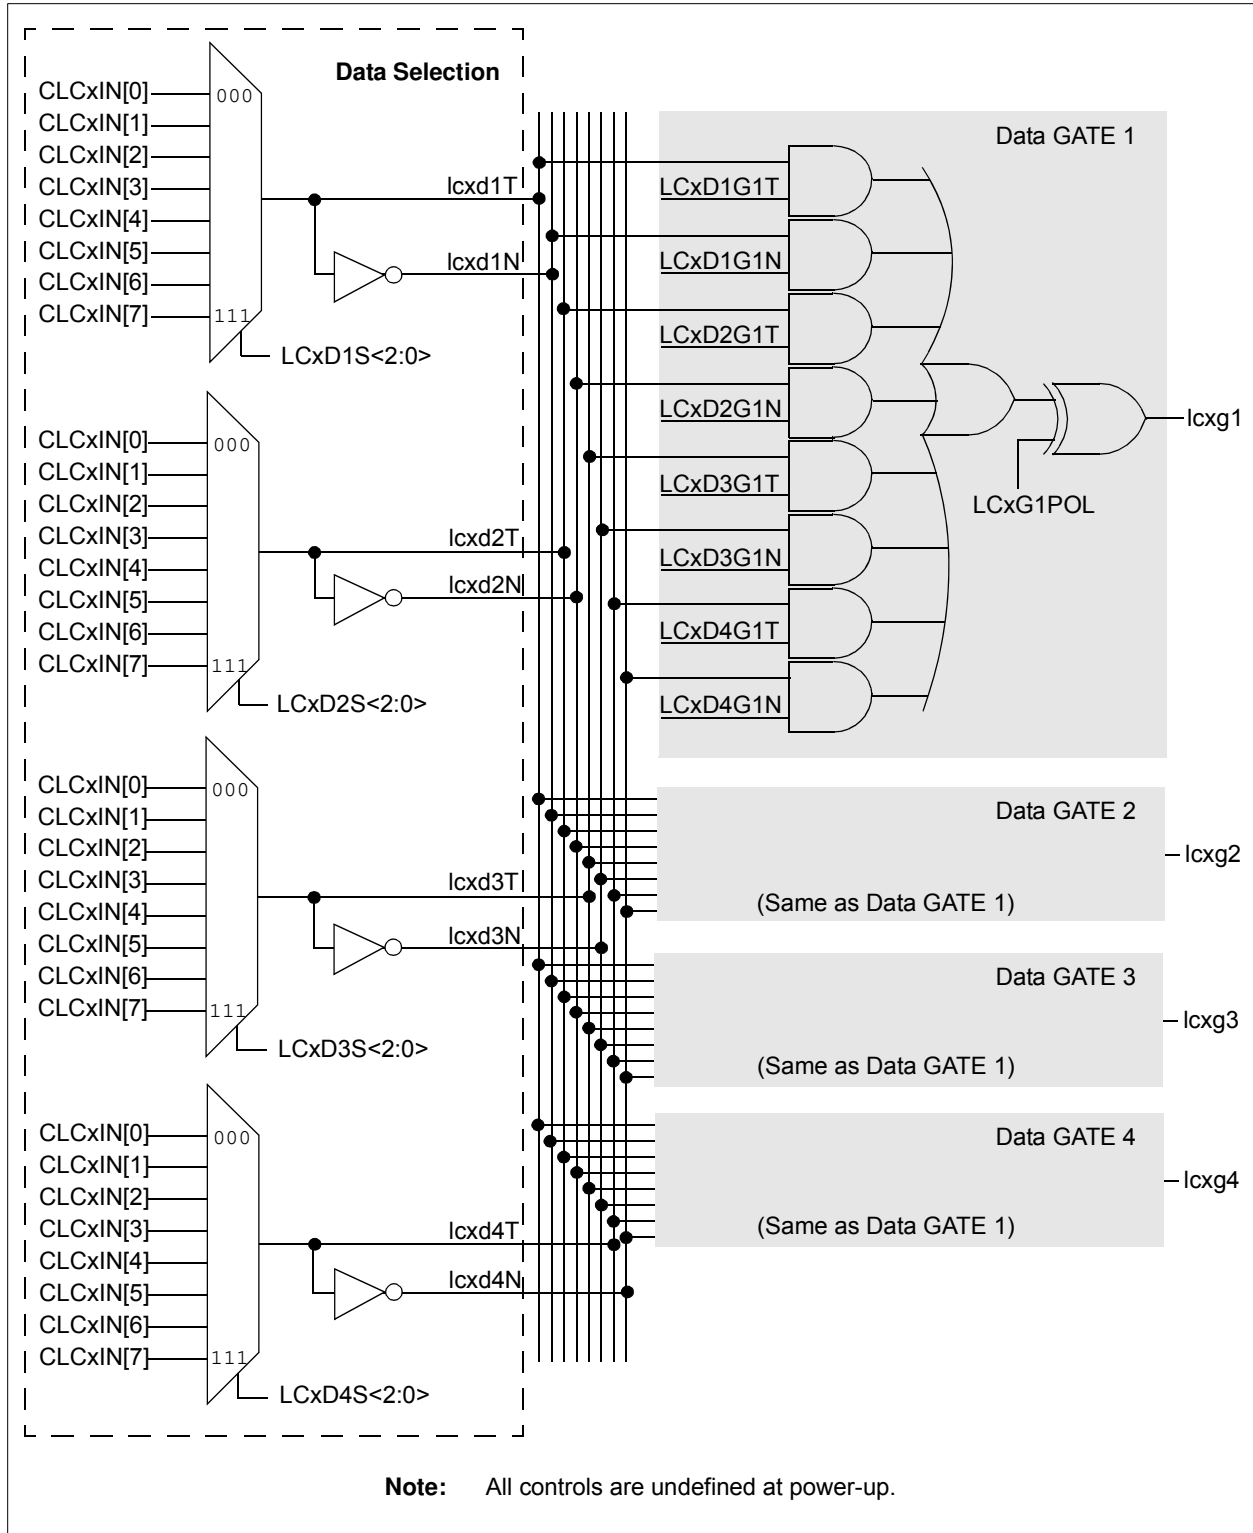 Data Selection
CLCxIN[0]
CLCxIN[1]
CLCxIN[2]
CLCxIN[3]
CLCxIN[4]
CLCxIN[5]
CLCxIN[6]
CLCxIN[7]
000
111
LCxD1S<2:0>
lcxd1T
lcxd1N
CLCxIN[0]
CLCxIN[1]
CLCxIN[2]
CLCxIN[3]
CLCxIN[4]
CLCxIN[5]
CLCxIN[6]
CLCxIN[7]
000
111
LCxD2S<2:0>
lcxd2T
lcxd2N
CLCxIN[0]
CLCxIN[1]
CLCxIN[2]
CLCxIN[3]
CLCxIN[4]
CLCxIN[5]
CLCxIN[6]
CLCxIN[7]
000
111
LCxD3S<2:0>
lcxd3T
lcxd3N
CLCxIN[0]
CLCxIN[1]
CLCxIN[2]
CLCxIN[3]
CLCxIN[4]
CLCxIN[5]
CLCxIN[6]
CLCxIN[7]
000
111
LCxD4S<2:0>
lcxd4T
lcxd4N
Data GATE 1
LCxD1G1T
LCxD1G1N
LCxD2G1T
LCxD2G1N
LCxD3G1T
LCxD3G1N
LCxD4G1T
LCxD4G1N
LCxG1POL
lcxg1
Data GATE 2
(Same as Data GATE 1)
lcxg2
Data GATE 3
(Same as Data GATE 1)
lcxg3
Data GATE 4
(Same as Data GATE 1)
lcxg4
Note: All controls are undefined at power-up.